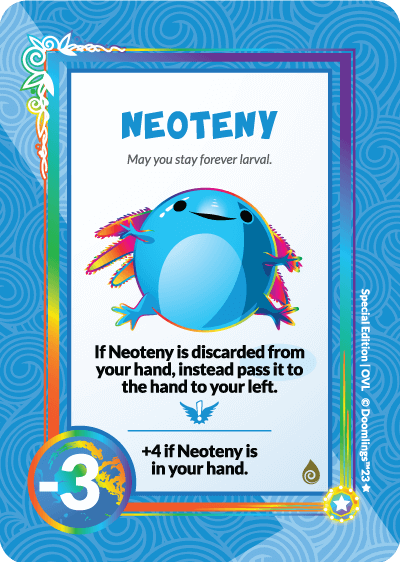 NEOTENY
May you stay forever larval.
If Neoteny is discarded from
your hand, instead pass it to
the hand to your left.
+4 if Neoteny is
in your hand.
-3
Special Edition | OVL © Doomlings™23